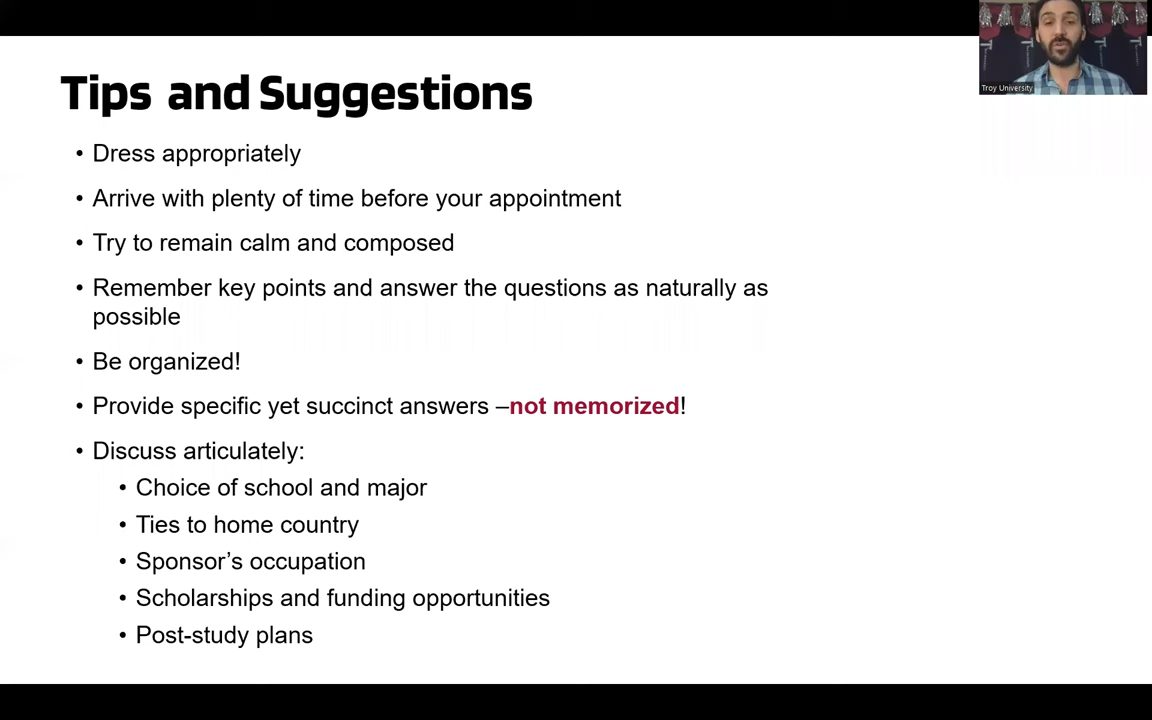 Tips and Suggestions
• Dress appropriately
• Arrive with plenty of time before your appointment
• Try to remain calm and composed
• Remember key points and answer the questions as naturally as
possible
• Be organized!
• Provide specific yet succinct answers –not memorized!
• Discuss articulately:
• Choice of school and major
• Ties to home country
• Sponsor’s occupation
• Scholarships and funding opportunities
• Post-study plans
Troy University